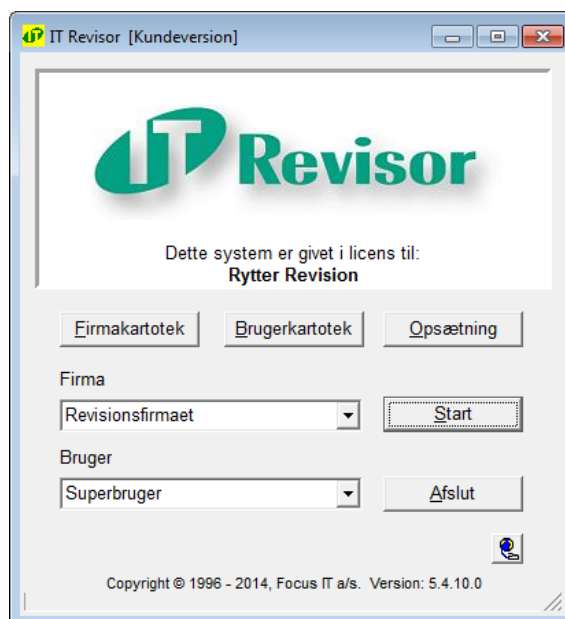 IT Revisor [Kundeversion]
IT Revisor
Dette system er givet i licens til:
Rytter Revision
Firmakartotek Brugerkartotek Opsætning
Firma
Revisionsfirmaet Start
Bruger
Superbruger Afslut
Copyright © 1996 - 2014, Focus IT a/s. Version: 5.4.10.0